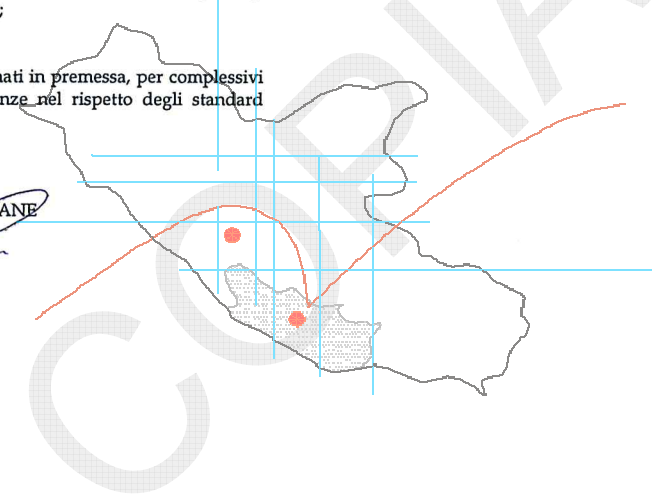 ;
nati in premessa, per complessivi
nze nel rispetto degli standard
ANE
COPIA